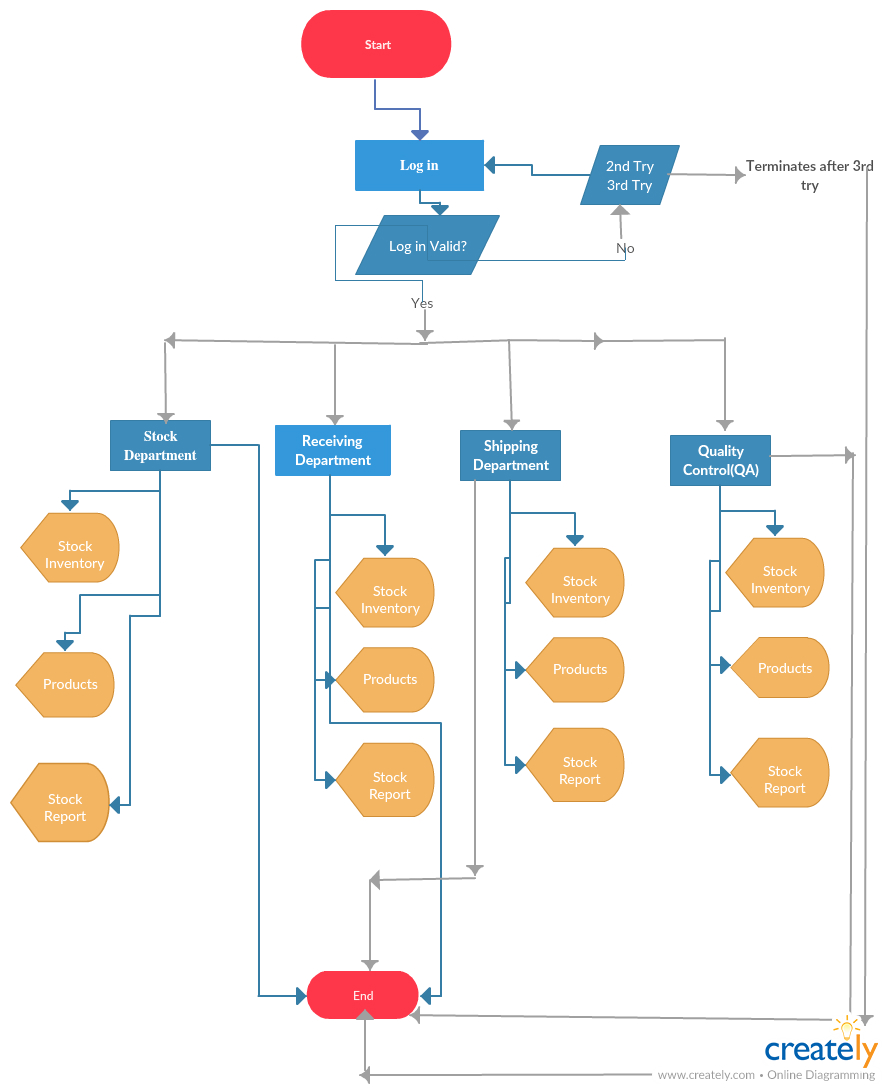 Start
Log in
2nd Try
3rd Try
Terminates after 3rd
try
Log in Valid?
No
Yes
Stock
Department
Receiving
Department
Shipping
Department
Quality
Control(QA)
Stock
Inventory
Stock
Inventory
Stock
Inventory
Stock
Inventory
Products
Products
Products
Products
Stock
Report
Stock
Report
Stock
Report
Stock
Report
End
creately
www.creately.com • Online Diagramming